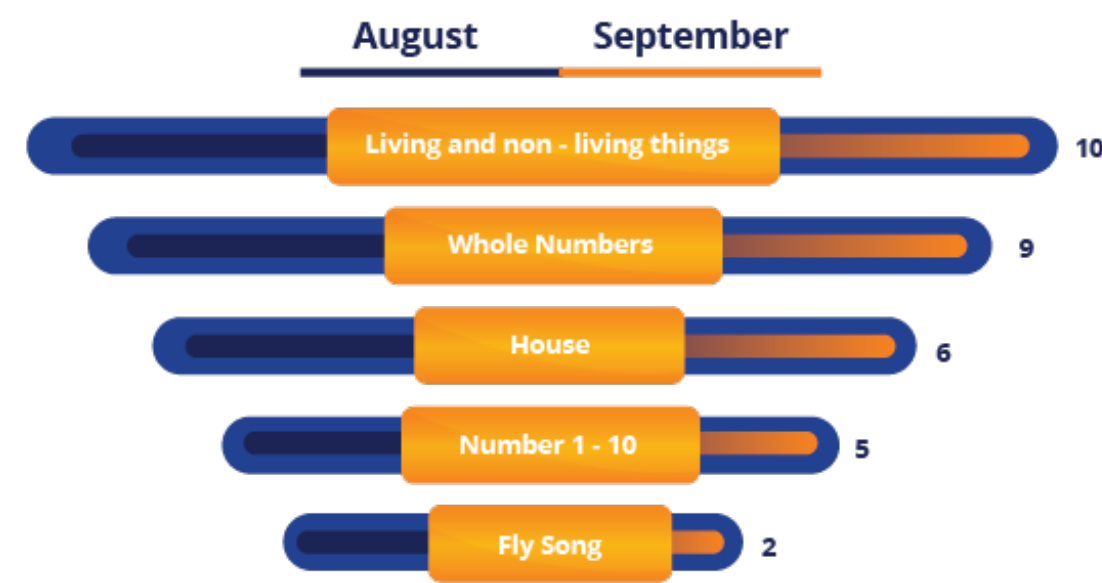 August September
Living and non - living things 10
Whole Numbers 9
House 6
Number 1 - 10 5
Fly Song 2